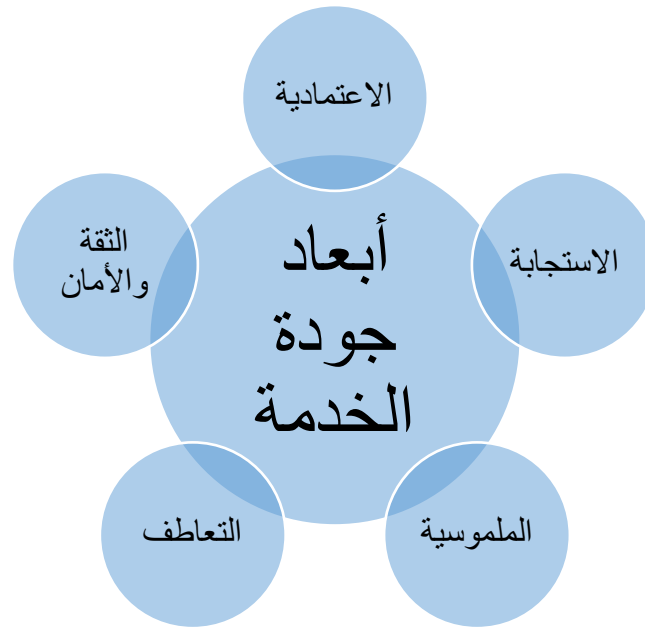 الاعتمادية
أبعاد
جودة
الخدمة
الاستجابة
الملموسية
التعاطف
الثقة
والأمان